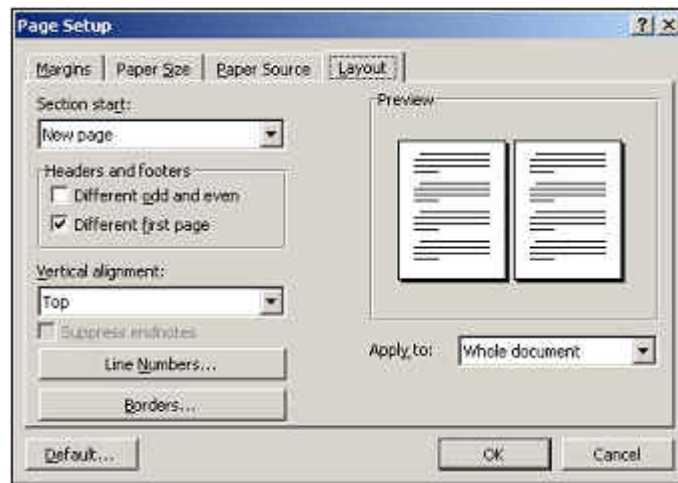 Page Setup
Margins Paper Size Paper Source Layout
Section start:
New page
Headers and footers
Different odd and even
Different first page
Vertical alignment:
Top
Suppress endnotes
Line Numbers...
Borders...
Preview
Apply to: Whole document
Default... OK Cancel